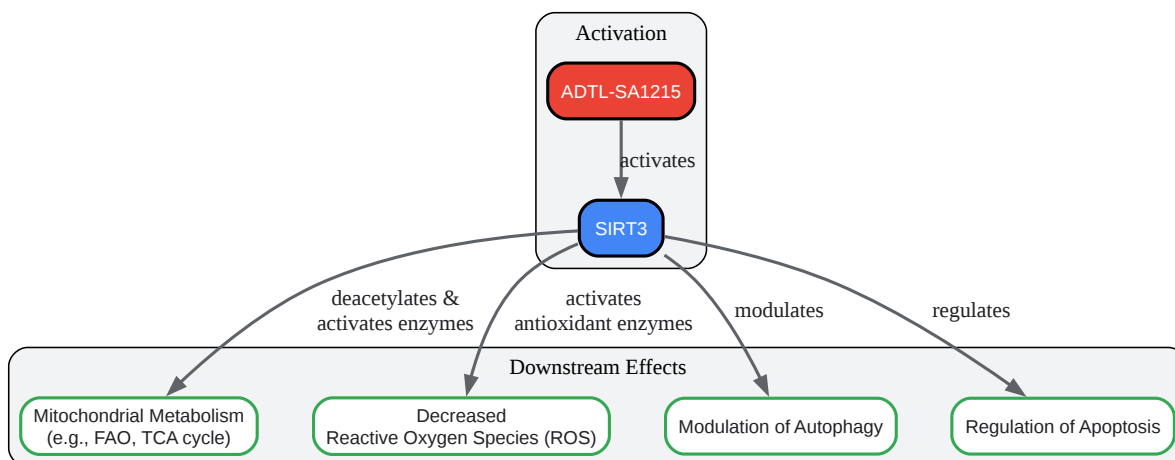 Activation
ADTL-SA1215
activates
SIRT3
deacetylates &
activates enzymes
activates
antioxidant enzymes
modulates
regulates
Downstream Effects
Mitochondrial Metabolism
(e.g., FAO, TCA cycle)
Decreased
Reactive Oxygen Species (ROS)
Modulation of Autophagy
Regulation of Apoptosis